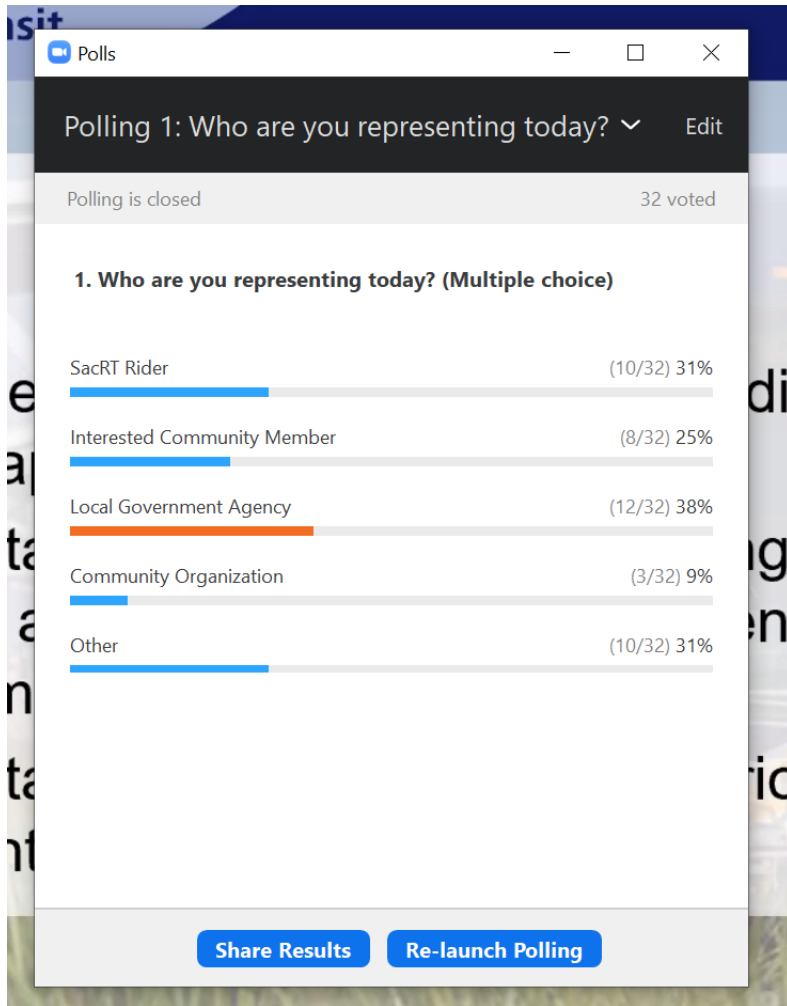 Polls
Polling 1: Who are you representing today? Edit
Polling is closed 32 voted
1. Who are you representing today? (Multiple choice)
SacRT Rider (10/32) 31%
Interested Community Member (8/32) 25%
Local Government Agency (12/32) 38%
Community Organization (3/32) 9%
Other (10/32) 31%
Share Results Re-launch Polling